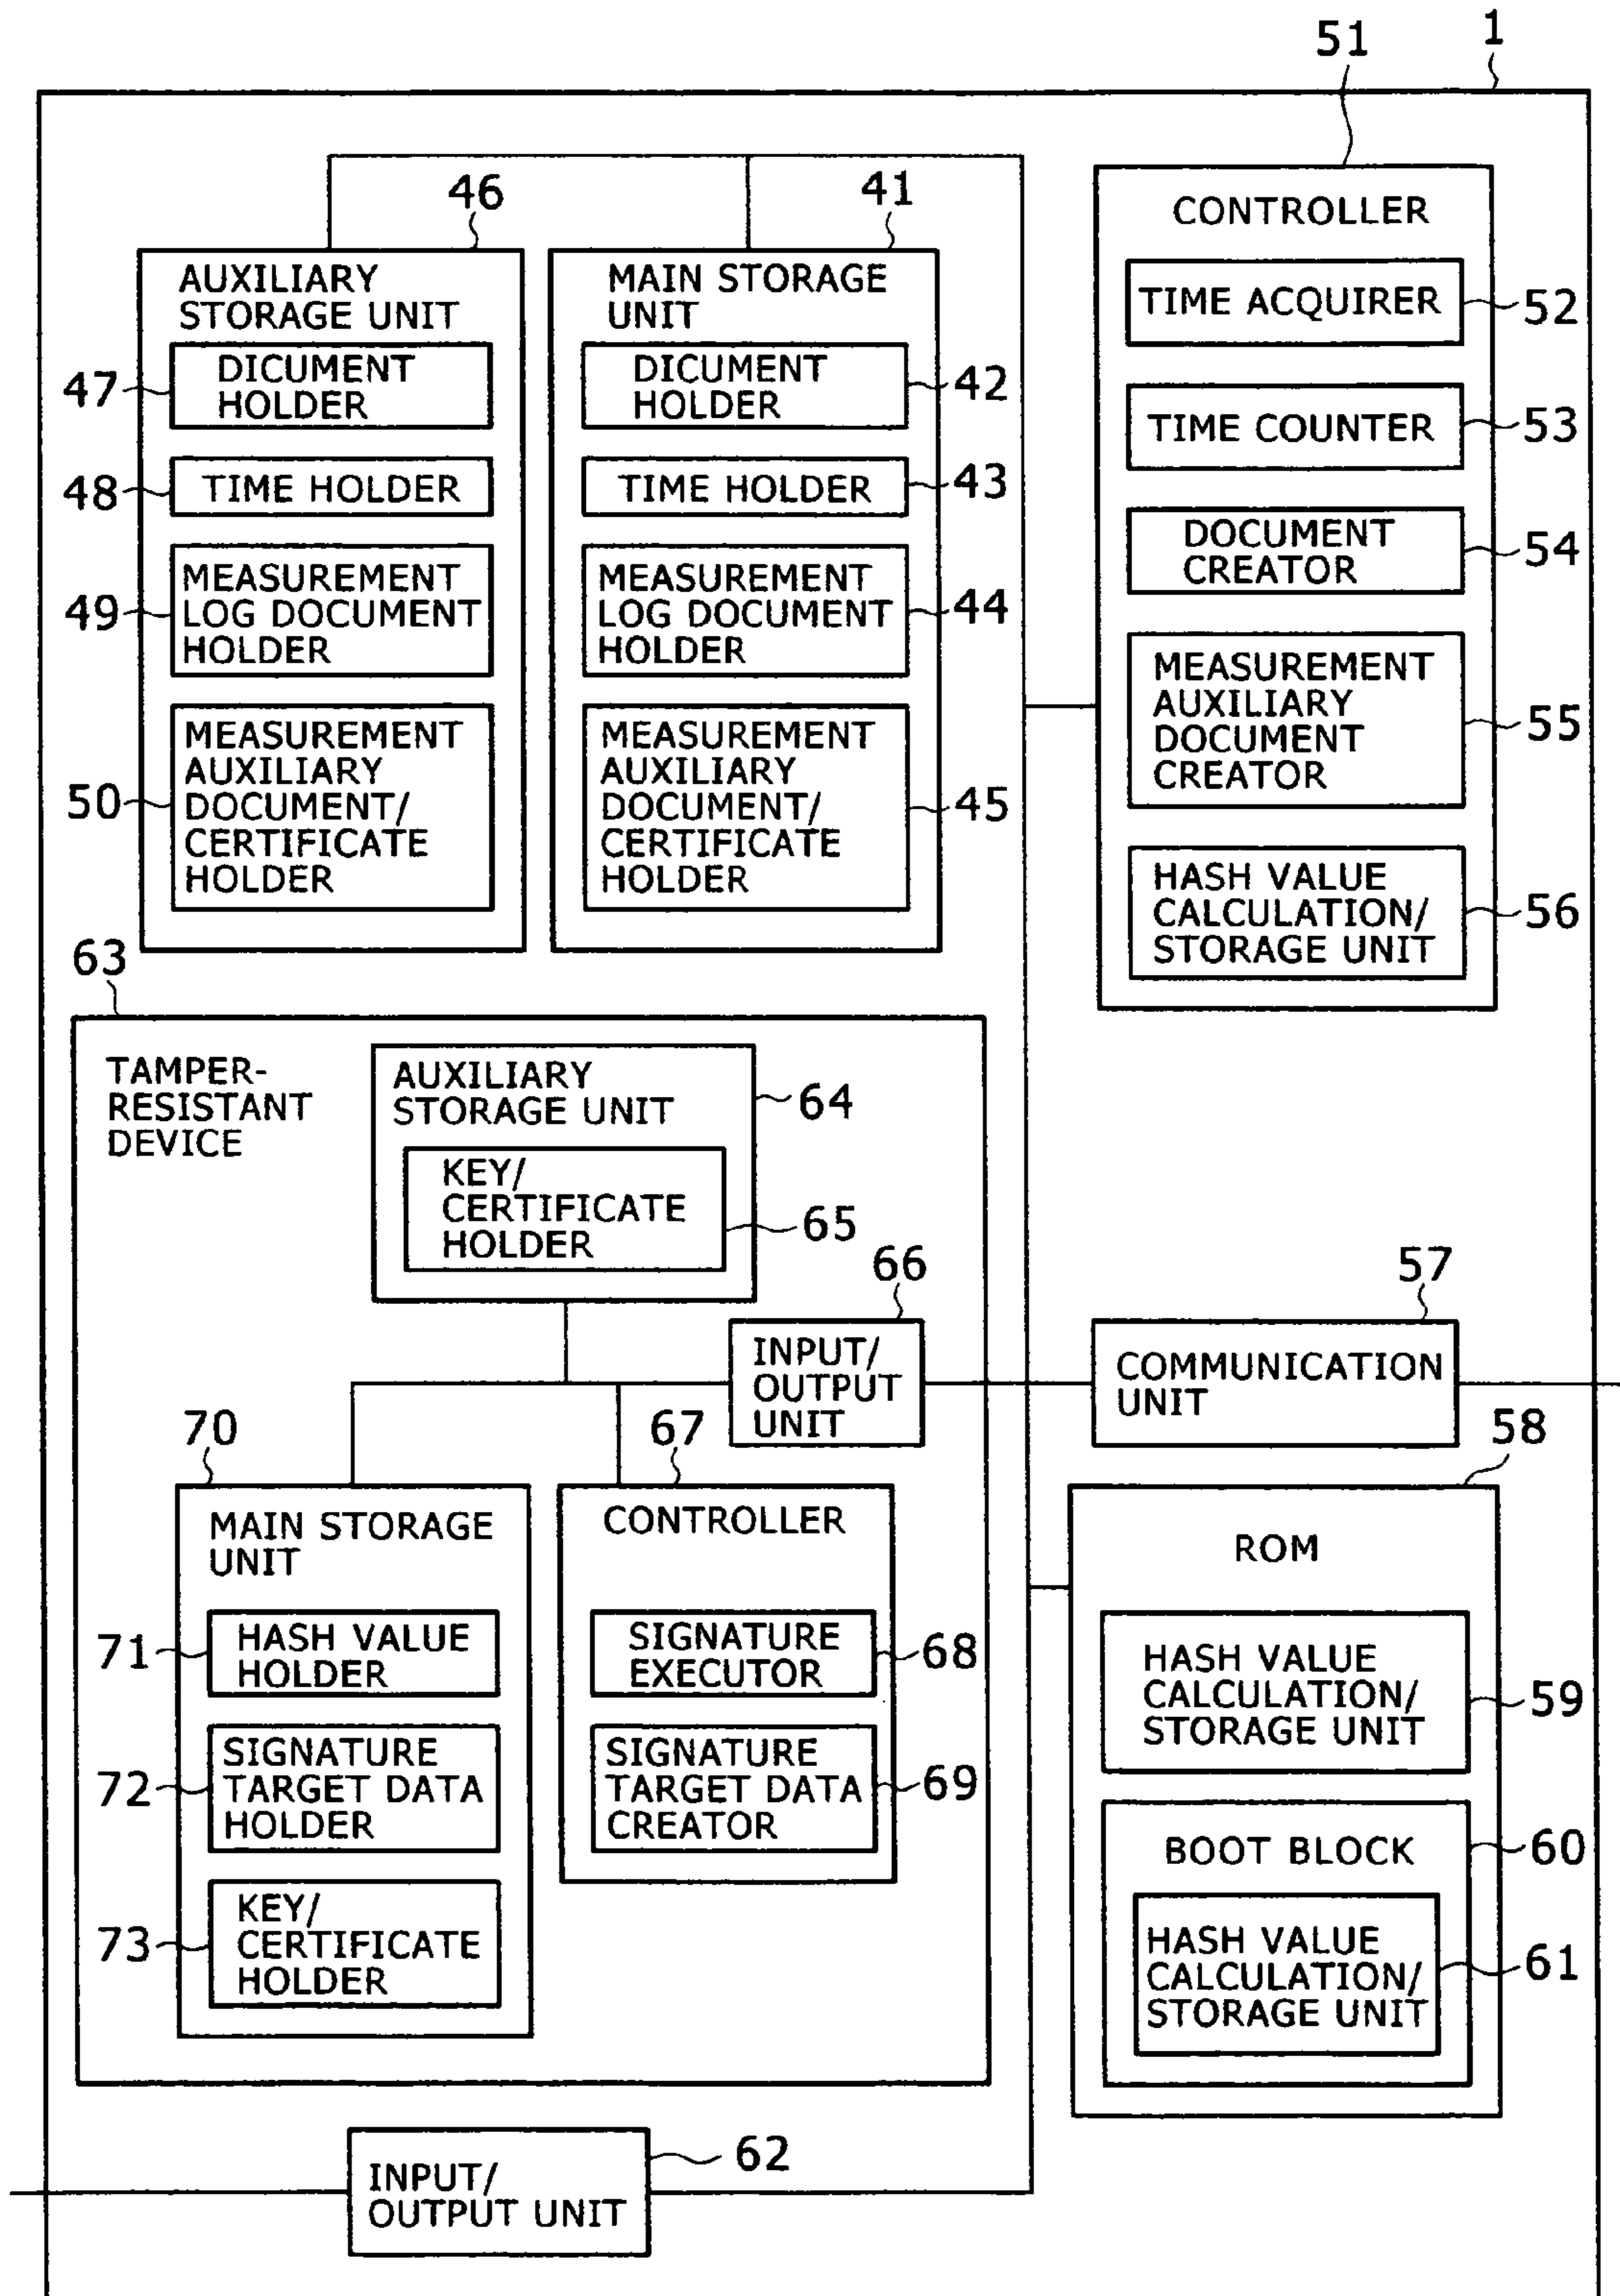 1
51
46
41
CONTROLLER
AUXILIARY
STORAGE UNIT
MAIN STORAGE
UNIT
TIME ACQUIRER
52
47
DICUMENT
HOLDER
DICUMENT
HOLDER
42
TIME COUNTER
53
48
TIME HOLDER
TIME HOLDER
43
DOCUMENT
CREATOR
54
49
MEASUREMENT
LOG DOCUMENT
HOLDER
MEASUREMENT
LOG DOCUMENT
HOLDER
44
MEASUREMENT
AUXILIARY
DOCUMENT
CREATOR
55
50
MEASUREMENT
AUXILIARY
DOCUMENT/
CERTIFICATE
HOLDER
MEASUREMENT
AUXILIARY
DOCUMENT/
CERTIFICATE
HOLDER
45
HASH VALUE
CALCULATION/
STORAGE UNIT
56
63
TAMPER-
RESISTANT
DEVICE
AUXILIARY
STORAGE UNIT
64
KEY/
CERTIFICATE
HOLDER
65
66
57
INPUT/
OUTPUT
UNIT
COMMUNICATION
UNIT
70
67
58
MAIN STORAGE
UNIT
CONTROLLER
ROM
71
HASH VALUE
HOLDER
SIGNATURE
EXECUTOR
68
HASH VALUE
CALCULATION/
STORAGE UNIT
59
72
SIGNATURE
TARGET DATA
HOLDER
SIGNATURE
TARGET DATA
CREATOR
69
BOOT BLOCK
60
73
KEY/
CERTIFICATE
HOLDER
HASH VALUE
CALCULATION/
STORAGE UNIT
61
62
INPUT/
OUTPUT UNIT